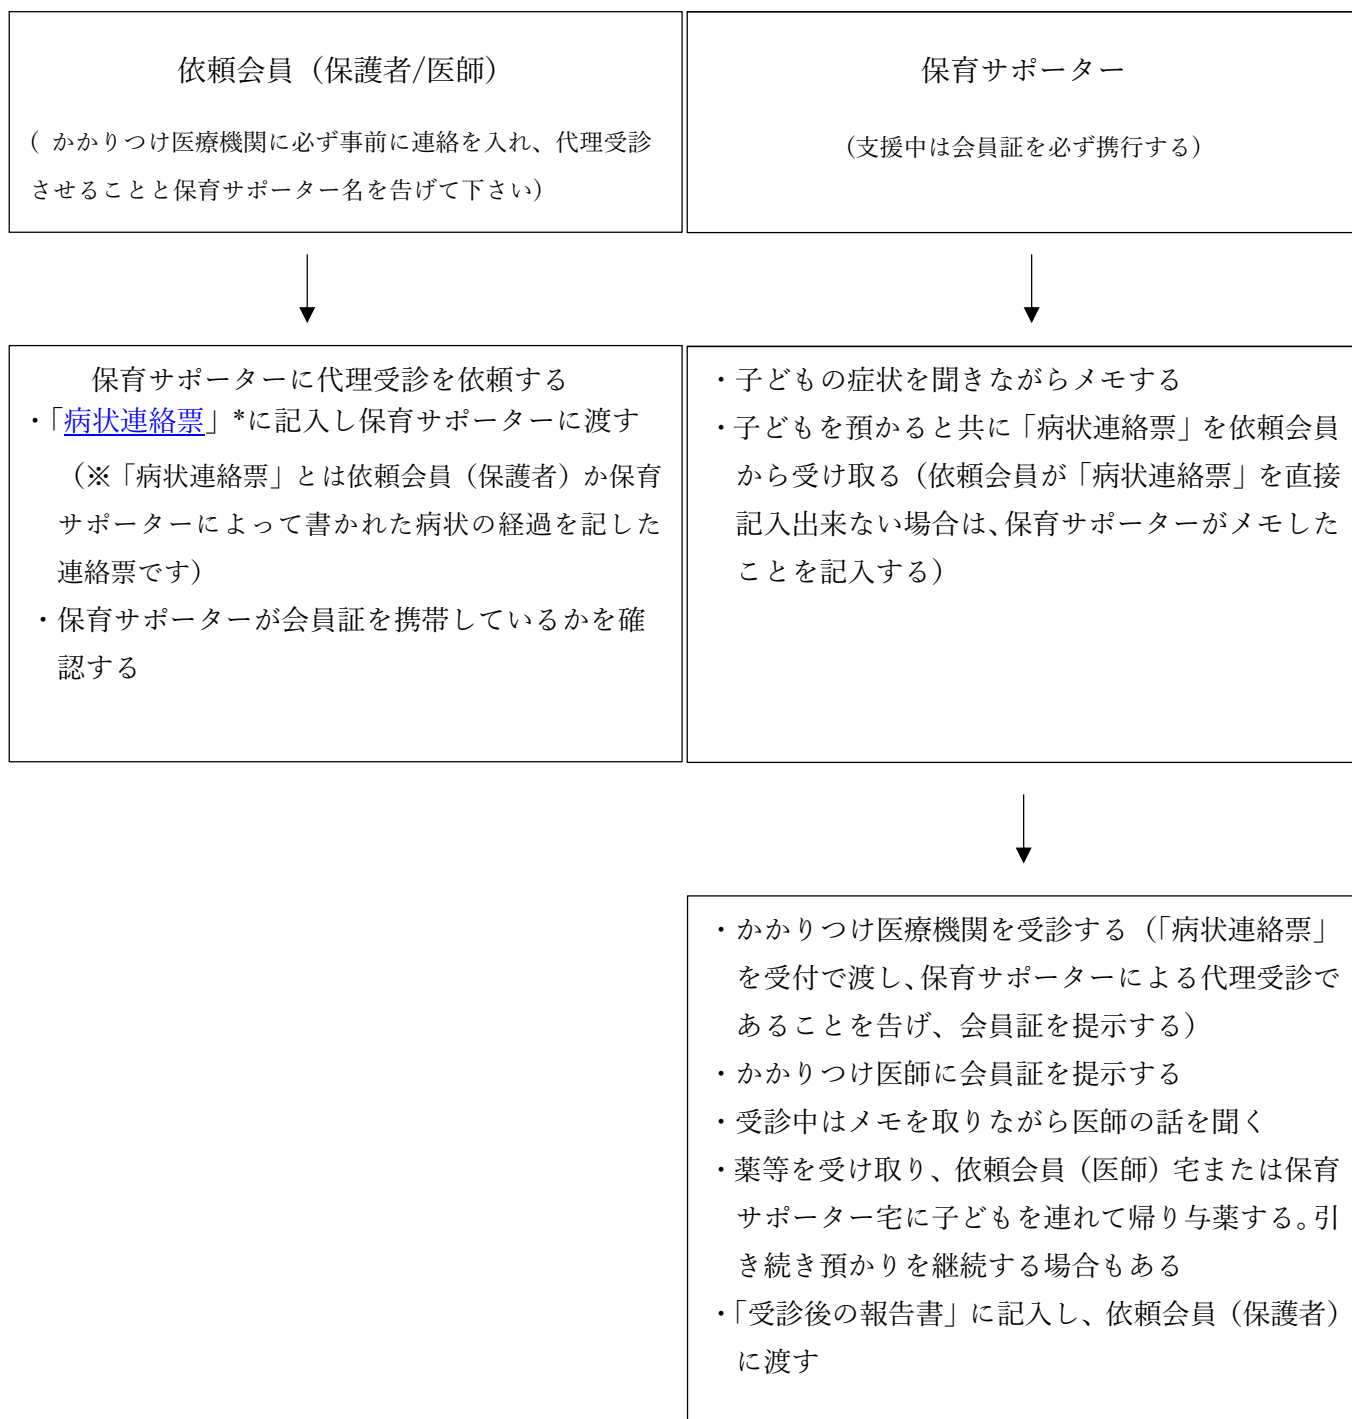 依頼会員（保護者/医師）
( かかりつけ医療機関に必ず事前に連絡を入れ、代理受診
させることと保育サポーター名を告げて下さい）
保育サポーター
（支援中は会員証を必ず携行する）
保育サポーターに代理受診を依頼する
・「病状連絡票」*に記入し保育サポーターに渡す
（※「病状連絡票」とは依頼会員（保護者）か保育
サポーターによって書かれた病状の経過を記した
連絡票です）
・保育サポーターが会員証を携帯しているかを確
認する
・子どもの症状を聞きながらメモする
・子どもを預かると共に「病状連絡票」を依頼会員
から受け取る（依頼会員が「病状連絡票」を直接
記入出来ない場合は、保育サポーターがメモした
ことを記入する）
・かかりつけ医療機関を受診する（「病状連絡票」
を受付で渡し、保育サポーターによる代理受診で
あることを告げ、会員証を提示する）
・かかりつけ医師に会員証を提示する
・受診中はメモを取りながら医師の話を聞く
・薬等を受け取り、依頼会員（医師）宅または保育
サポーター宅に子どもを連れて帰り与薬する。引
き続き預かりを継続する場合もある
・「受診後の報告書」に記入し、依頼会員（保護者）
に渡す